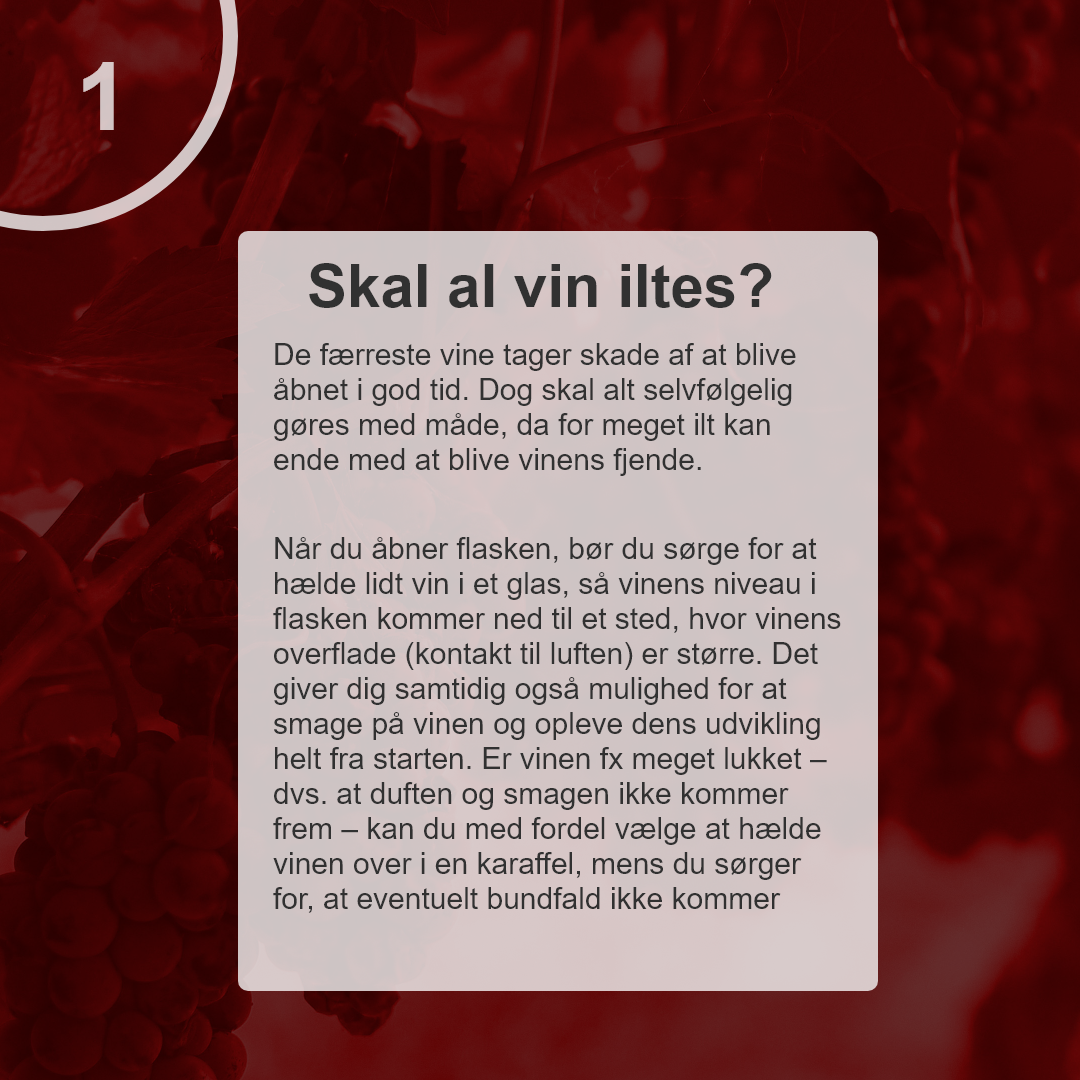 1
Skal al vin iltes?
De færreste vine tager skade af at blive
åbnet i god tid. Dog skal alt selvfølgelig
gøres med måde, da for meget ilt kan
ende med at blive vinens fjende.
Når du åbner flasken, bør du sørge for at
hælde lidt vin i et glas, så vinens niveau i
flasken kommer ned til et sted, hvor vinens
overflade (kontakt til luften) er større. Det
giver dig samtidig også mulighed for at
smage på vinen og opleve dens udvikling
helt fra starten. Er vinen fx meget lukket –
dvs. at duften og smagen ikke kommer
frem – kan du med fordel vælge at hælde
vinen over i en karaffel, mens du sørger
for, at eventuelt bundfald ikke kommer